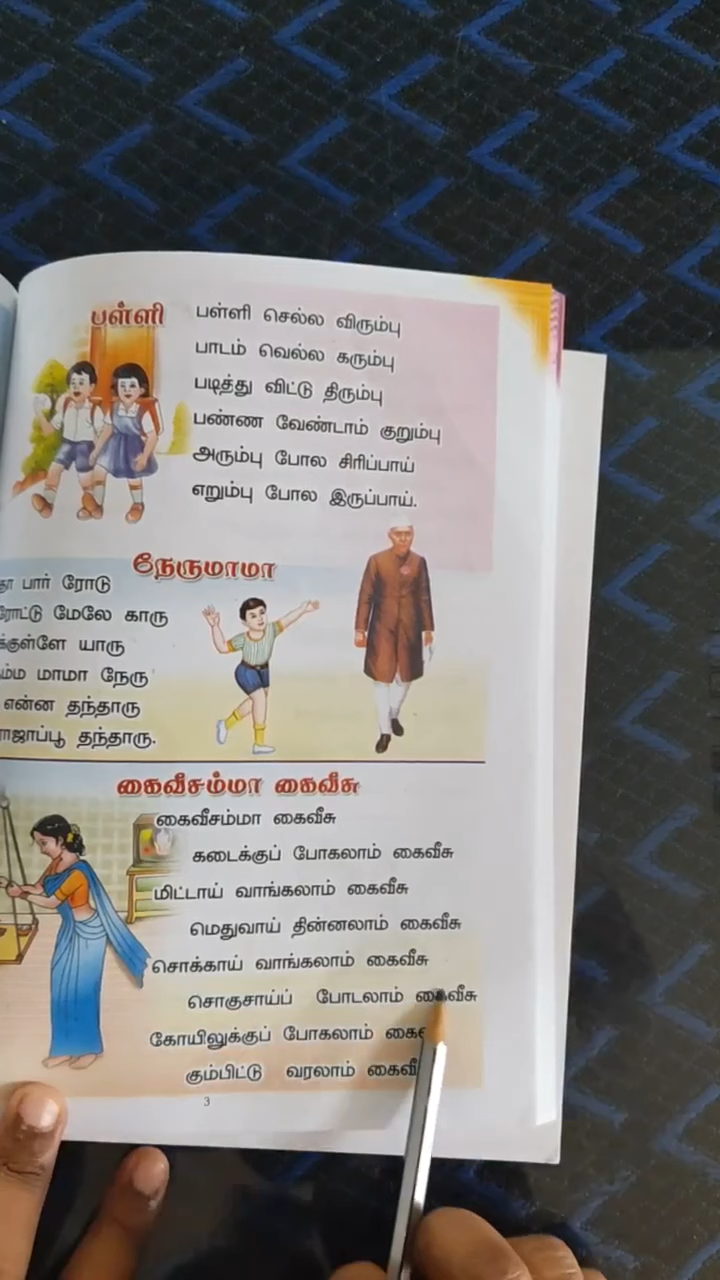 பள்ளி
பள்ளி செல்ல விரும்பு
பாடம் வெல்ல கரும்பு
படித்து விட்டு திரும்பு
பண்ண வேண்டாம் குறும்பு
அரும்பு போல சிரிப்பாய்
எறும்பு போல இருப்பாய்.
நேருமாமா
பார் ரோடு
மேலே காரு
யாரு
மாமா நேரு
என்ன தந்தாரு
தந்தாரு.
கைவீசம்மா கைவீசு
கைவீசம்மா கைவீசு
கடைக்குப் போகலாம் கைவீசு
மிட்டாய் வாங்கலாம் கைவீசு
மெதுவாய் தின்னலாம் கைவீசு
சொக்காய் வாங்கலாம் கைவீசு
சொகுசாய்ப் போடலாம் கைவீசு
கோயிலுக்குப் போகலாம்
கும்பிட்டு வரலாம்
3